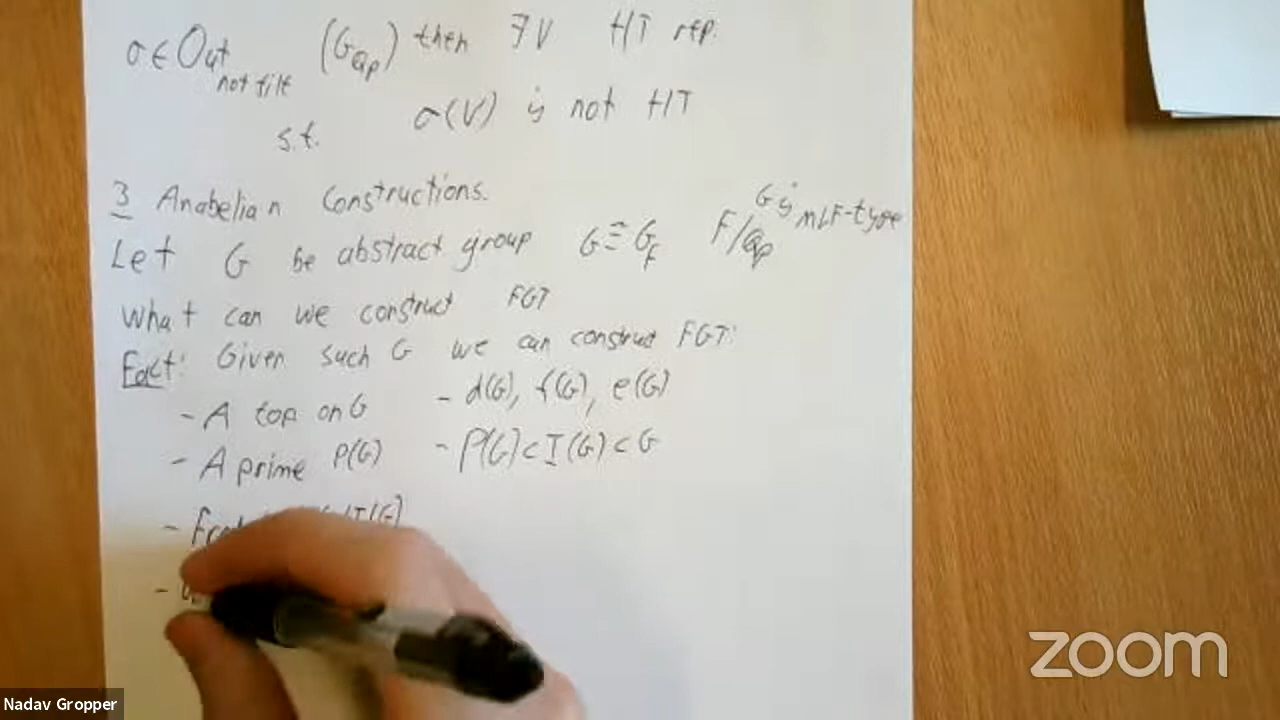 σ ∈ Out (G_Qp) then ∃V HT rep.
not filt
s.t. σ(V) is not HT
3 Anabelian Constructions.
G is MLF-type
Let G be abstract group G ≅ G_F F/Qp
What can we construct FGT
Fact: Given such G we can construct FGT:
- A top on G - d(G), f(G), e(G)
- A prime p(G) - P(G)⊂I(G)⊂G
zoom
Nadav Gropper